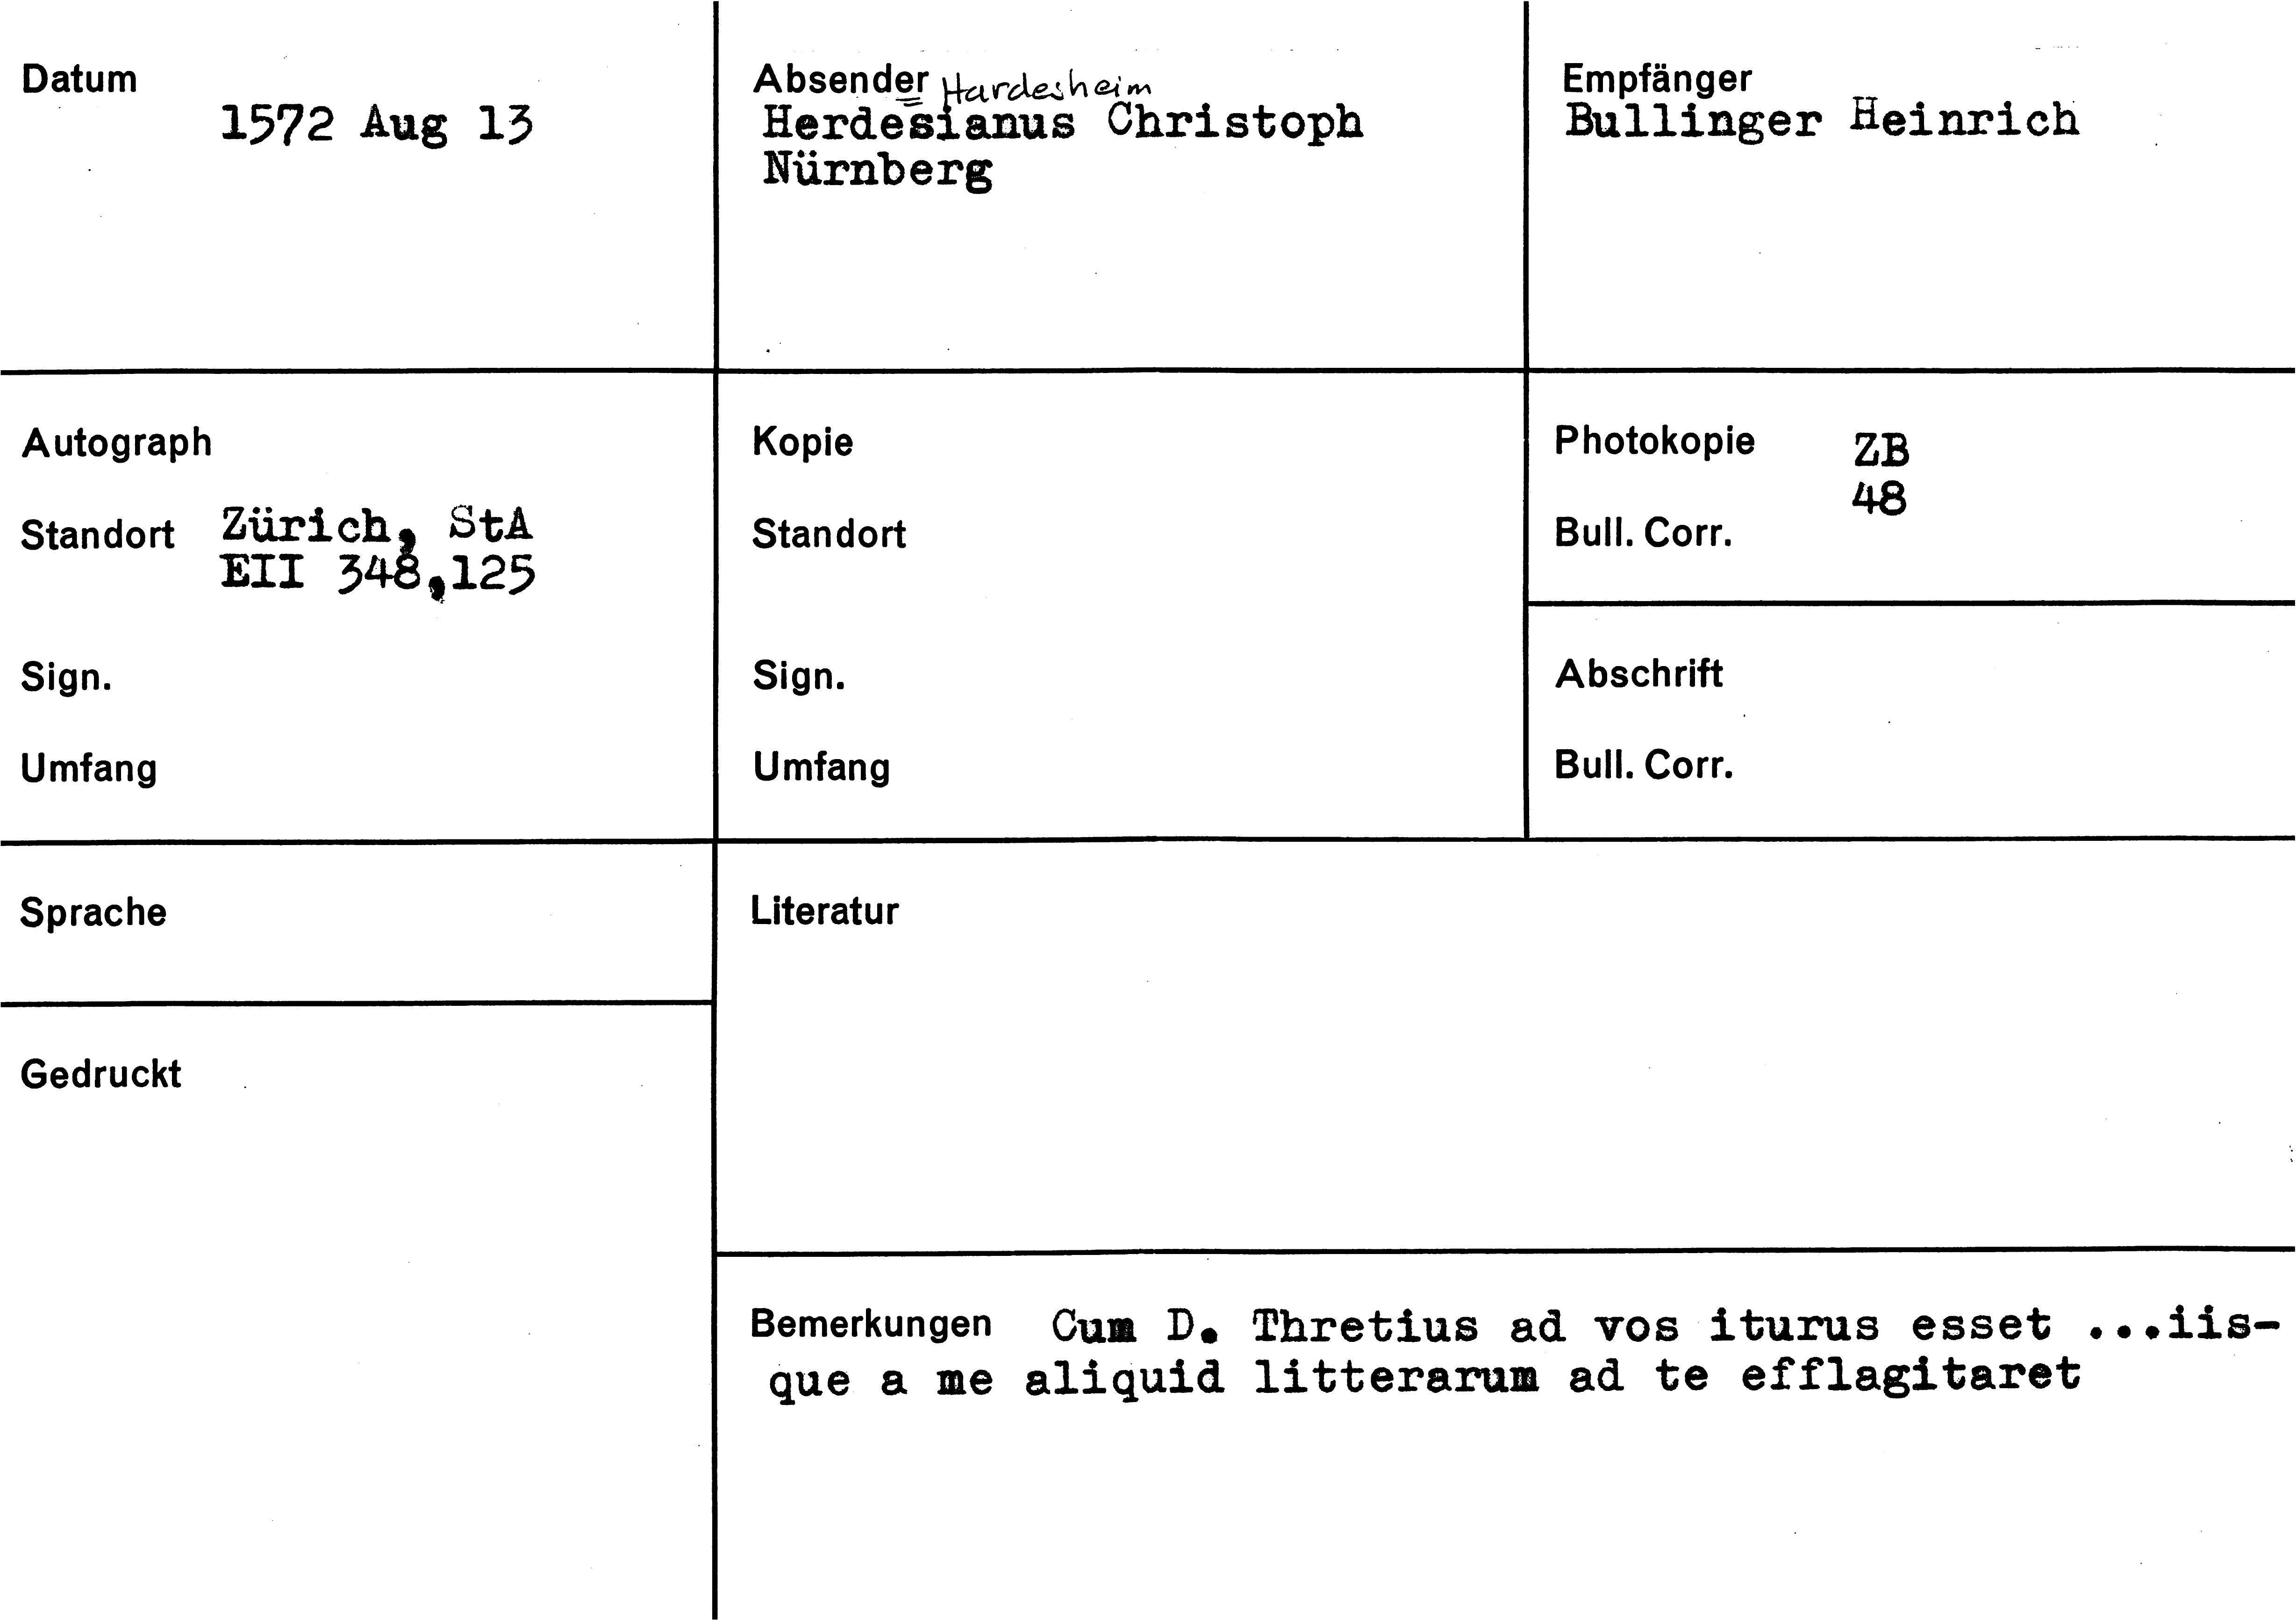 Datum
1572 Aug 13
Absender Hardesheim
Herdesianus Christoph
Nürnberg
Empfänger
Bullinger Heinrich
Autograph
Standort Zürich, StA
EII 348,125
Sign.
Umfang
Kopie
Standort
Sign.
Umfang
Photokopie ZB
48
Bull. Corr.
Abschrift
Bull. Corr.
Sprache
Literatur
Gedruckt
Bemerkungen Cum D. Thretius ad vos iturus esset ...iis-
que a me aliquid litterarum ad te efflagitaret